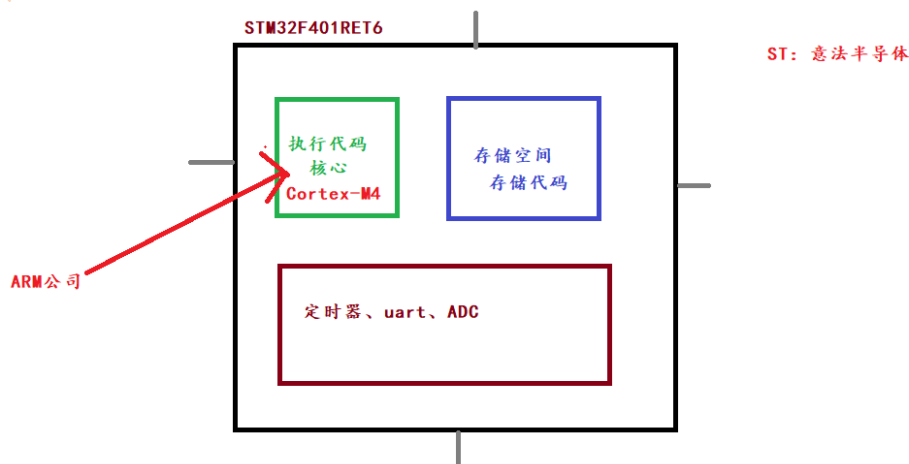 STM32F401RET6
ST：意法半导体
执行代码
核心
Cortex-M4
存储空间
存储代码
ARM公司
定时器、uart、ADC